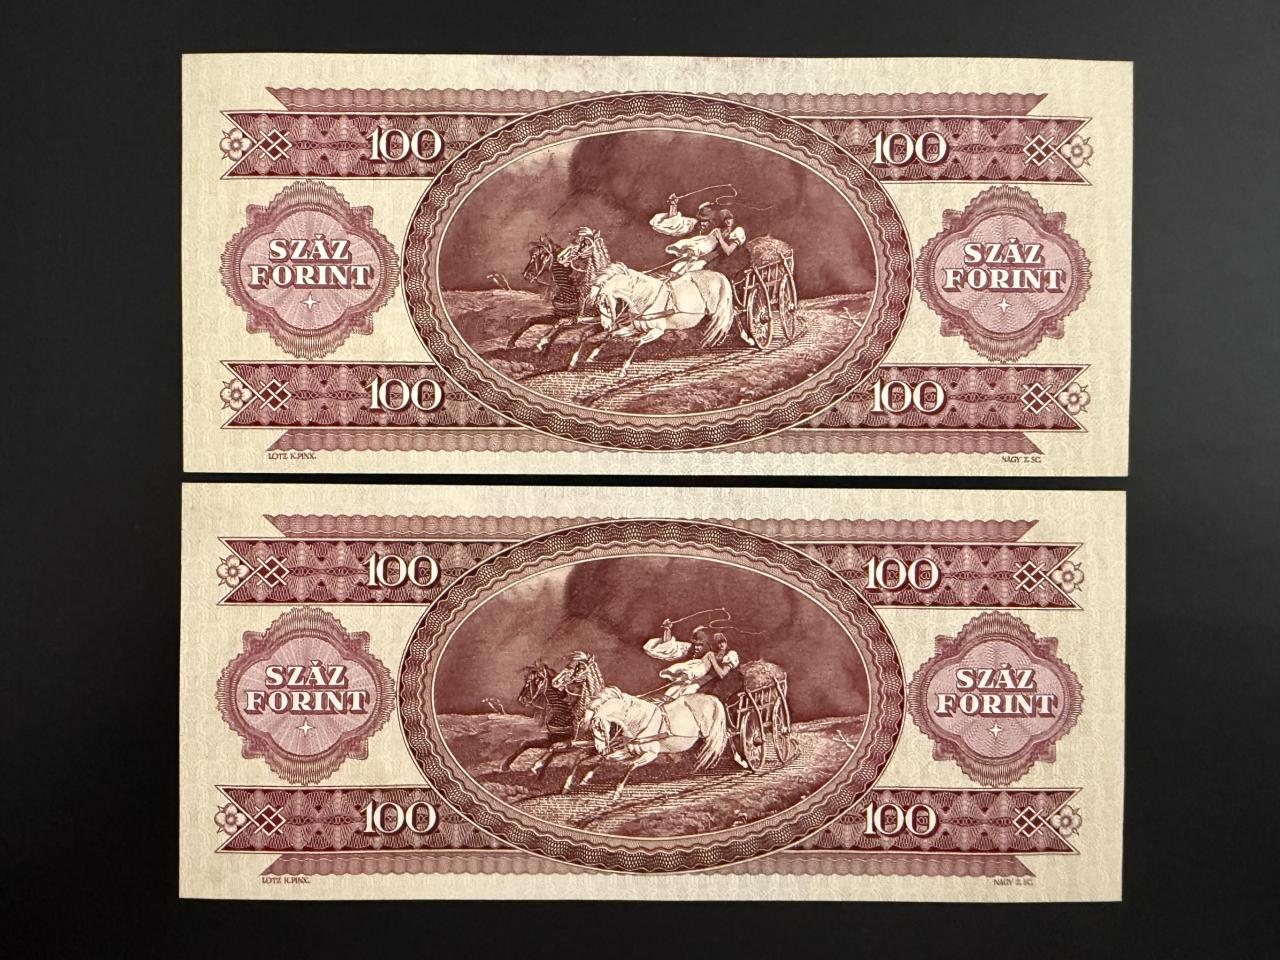 100 100
SZÁZ
FORINT
SZÁZ
FORINT
100 100
LOTZ K.PINX. NAGY Z. SC.
100 100
SZÁZ
FORINT
SZÁZ
FORINT
100 100
LOTZ K.PINX. NAGY Z. SC.